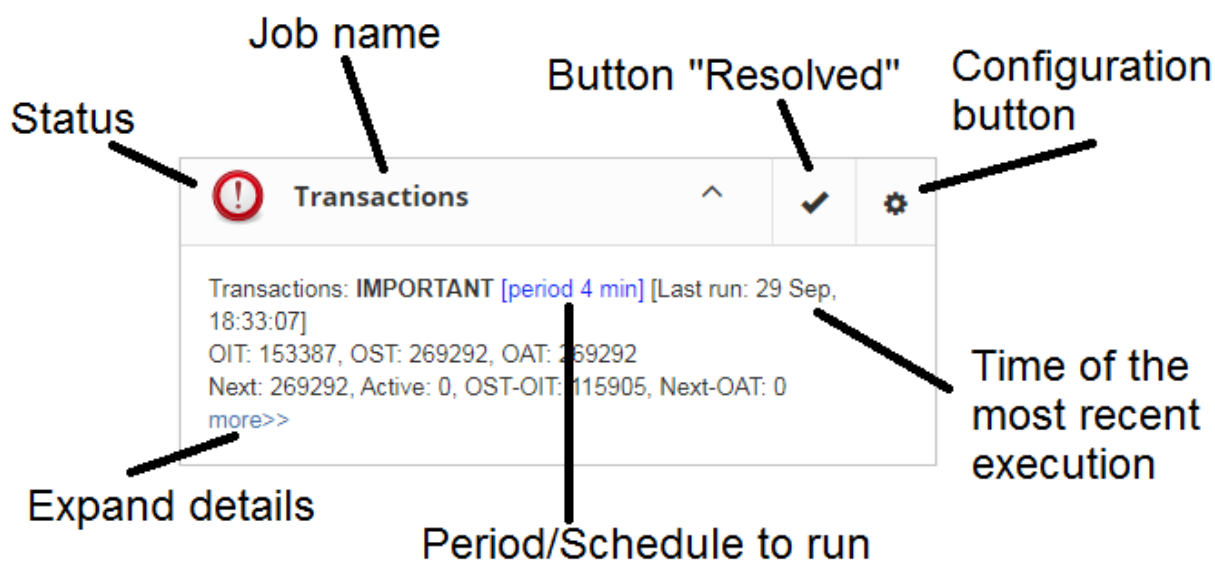 Job name
Button "Resolved"
Configuration
button
Status
Transactions
Transactions: IMPORTANT [period 4 min] [Last run: 29 Sep,
18:33:07]
OIT: 153387, OST: 269292, OAT: 269292
Next: 269292, Active: 0, OST-OIT: 115905, Next-OAT: 0
more>>
Time of the
most recent
execution
Expand details
Period/Schedule to run